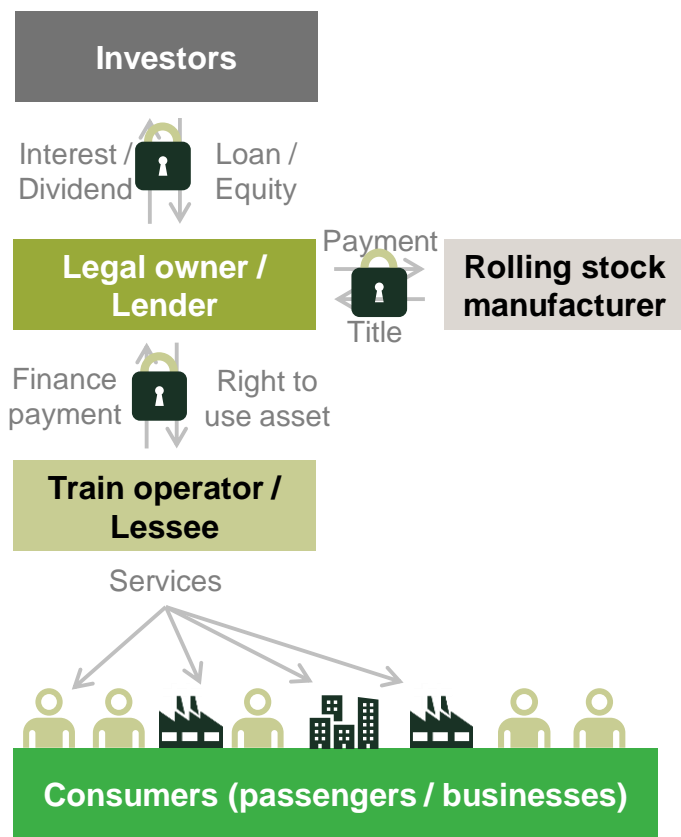 Investors
Interest /
Dividend
Loan /
Equity
Legal owner /
Lender
Payment
Title
Rolling stock
manufacturer
Finance
payment
Right to
use asset
Train operator /
Lessee
Services
Consumers (passengers / businesses)